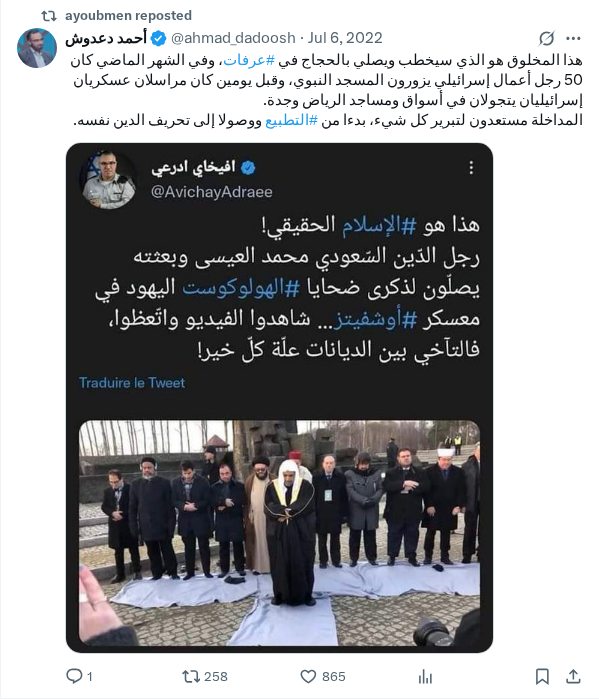 ayoubmen reposted
أحمد دعدوش @ahmad_dadoosh · Jul 6, 2022
هذا المخلوق هو الذي سيخطب ويصلي بالحجاج في #عرفات، وفي الشهر الماضي كان
50 رجل أعمال إسرائيلي يزورون المسجد النبوي، وقبل يومين كان مراسلان عسكريان
إسرائيليان يتجولان في أسواق ومساجد الرياض وجدة.
المداخلة مستعدون لتبرير كل شيء، بدءا من #التطبيع ووصولا إلى تحريف الدين نفسه.
افيخاي ادرعي
@AvichayAdraee
هذا هو #الإسلام الحقيقي!
رجل الدّين السّعودي محمد العيسى وبعثته
يصلّون لذكرى ضحايا #الهولوكوست اليهود في
معسكر #أوشفيتز... شاهدوا الفيديو واتّعظوا،
فالتآخي بين الديانات علّة كلّ خير!
Traduire le Tweet
1 258 865